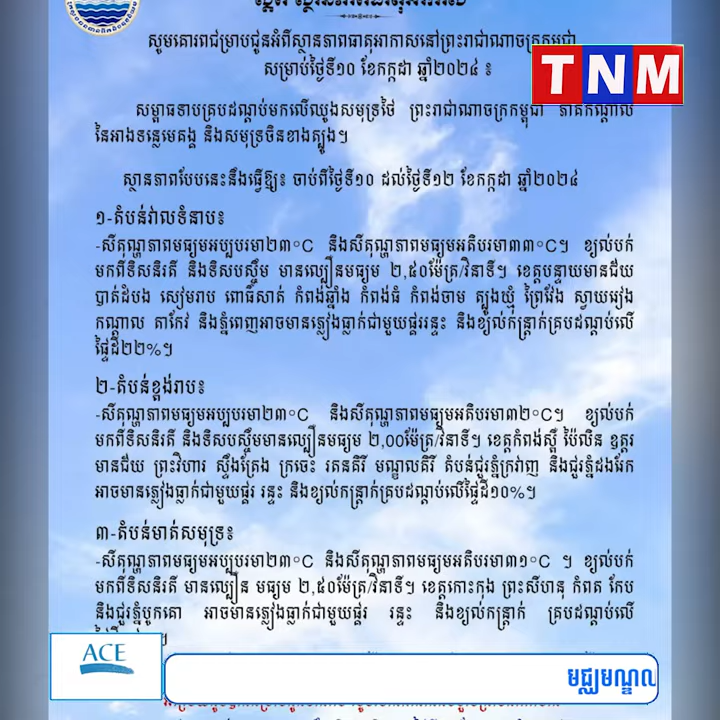 សូមគោរពជម្រាបជូនអំពីស្ថានភាពធាតុអាកាសនៅព្រះរាជាណាចក្រកម្ពុជា
សម្រាប់ថ្ងៃទី១០ ខែកក្កដា ឆ្នាំ២០២៤ ៖
TNM
សម្ពាធទាបគ្របដណ្តប់មកលើឈូងសមុទ្រថៃ ព្រះរាជាណាចក្រកម្ពុជា ភាគកណ្តាល
នៃអាងទន្លេមេគង្គ និងសមុទ្រចិនខាងត្បូង។
ស្ថានភាពបែបនេះនឹងធ្វើឱ្យ៖ ចាប់ពីថ្ងៃទី១០ ដល់ថ្ងៃទី១២ ខែកក្កដា ឆ្នាំ២០២៤
១-តំបន់វាលទំនាប៖
-សីតុណ្ហភាពមធ្យមអប្បបរមា២៣°C និងសីតុណ្ហភាពមធ្យមអតិបរមា៣៣°C។ ខ្យល់បក់
មកពីទិសនិរតី និងទិសបស្ចឹម មានល្បឿនមធ្យម ២,៥០ម៉ែត្រ/វិនាទី។ ខេត្តបន្ទាយមានជ័យ
បាត់ដំបង សៀមរាប ពោធិ៍សាត់ កំពង់ឆ្នាំង កំពង់ធំ កំពង់ចាម ត្បូងឃ្មុំ ព្រៃវែង ស្វាយរៀង
កណ្តាល តាកែវ និងភ្នំពេញអាចមានភ្លៀងធ្លាក់ជាមួយផ្គររន្ទះ និងខ្យល់កន្ត្រាក់គ្របដណ្តប់លើ
ផ្ទៃដី២២%។
២-តំបន់ខ្ពង់រាប៖
-សីតុណ្ហភាពមធ្យមអប្បបរមា២៣°C និងសីតុណ្ហភាពមធ្យមអតិបរមា៣២°C។ ខ្យល់បក់
មកពីទិសនិរតី និងទិសបស្ចឹមមានល្បឿនមធ្យម ២,00ម៉ែត្រ/វិនាទី។ ខេត្តកំពង់ស្ពឺ ប៉ៃលិន ឧត្តរ
មានជ័យ ព្រះវិហារ ស្ទឹងត្រែង ក្រចេះ រតនគិរី មណ្ឌលគិរី តំបន់ជួរភ្នំក្រវាញ និងជួរភ្នំដងរែក
អាចមានភ្លៀងធ្លាក់ជាមួយផ្គរ រន្ទះ និងខ្យល់កន្ត្រាក់គ្របដណ្តប់លើផ្ទៃដី១០%។
៣-តំបន់មាត់សមុទ្រ៖
-សីតុណ្ហភាពមធ្យមអប្បបរមា២៣°C និងសីតុណ្ហភាពមធ្យមអតិបរមា៣១°C ។ ខ្យល់បក់
មកពីទិសនិរតី មានល្បឿន មធ្យម ២,៥០ម៉ែត្រ/វិនាទី។ ខេត្តកោះកុង ព្រះសីហនុ កំពត កែប
និងជួរភ្នំបូកគោ អាចមានភ្លៀងធ្លាក់ជាមួយផ្គរ រន្ទះ និងខ្យល់កន្ត្រាក់ គ្របដណ្តប់លើ
ACE
មជ្ឈមណ្ឌល